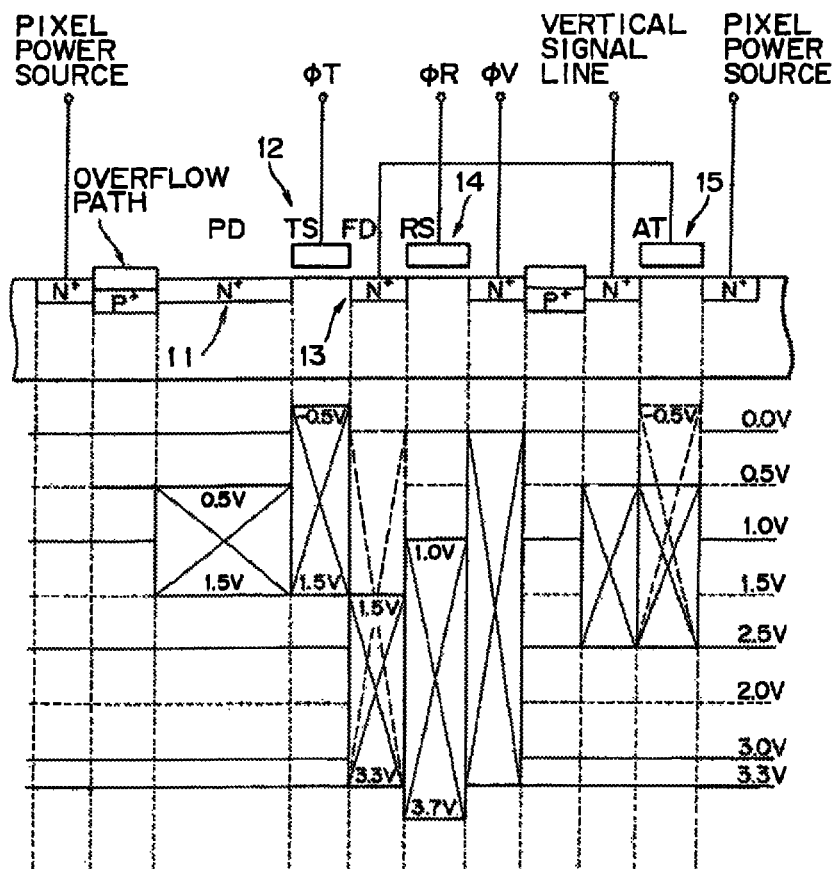 PIXEL
POWER
SOURCE
VERTICAL
SIGNAL
LINE
PIXEL
POWER
SOURCE
ΦT
ΦR
ΦV
OVERFLOW
PATH
12
14
15
PD
TS
FD
RS
AT
N+
P+
N+
N+
N+
P+
N+
N+
11
13
-0.5V
-0.5V
0.0V
0.5V
0.5V
1.0V
1.0V
1.5V
1.5V
1.5V
1.5V
2.5V
2.0V
3.0V
3.3V
3.3V
3.7V